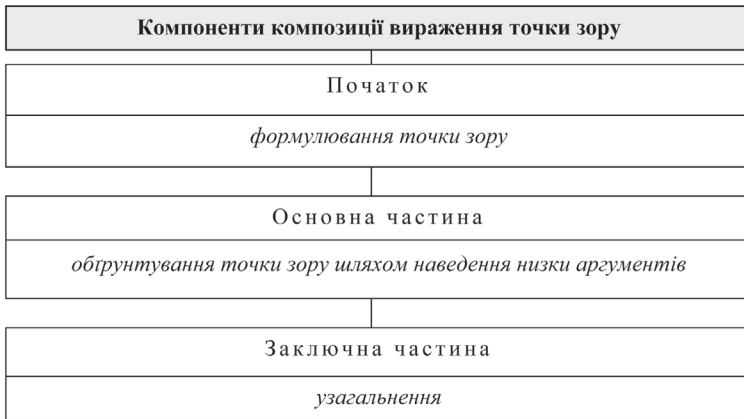 Компоненти композиції вираження точки зору
Початок
формулювання точки зору
Основна частина
обґрунтування точки зору шляхом наведення низки аргументів
Заключна частина
узагальнення